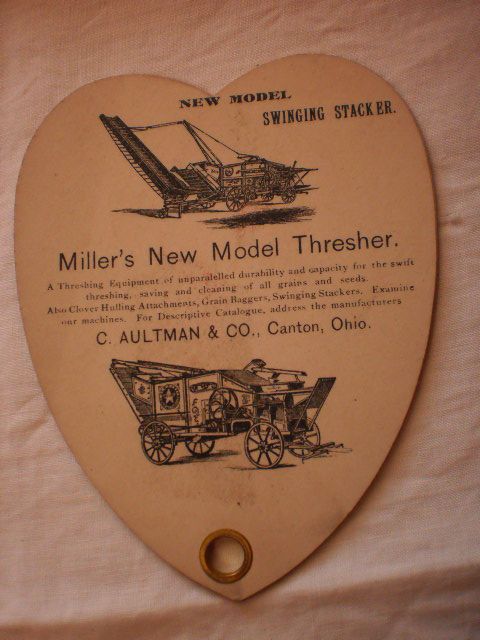 NEW MODEL
SWINGING STACKER.
Miller's New Model Thresher.
A Threshing Equipment of unparalelled durability and capacity for the swift
threshing, saving and cleaning of all grains and seeds.
Also Clover Hulling Attachments, Grain Baggers, Swinging Stackers. Examine
our machines. For Descriptive Catalogue, address the manufacturers
C. AULTMAN & CO., Canton, Ohio.